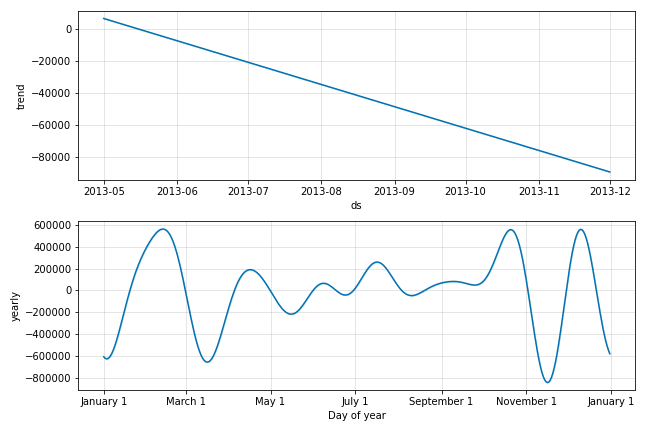 0
−20000
−40000
−60000
−80000
trend
2013-05 2013-06 2013-07 2013-08 2013-09 2013-10 2013-11 2013-12
ds
600000
400000
200000
0
−200000
−400000
−600000
−800000
yearly
January 1 March 1 May 1 July 1 September 1 November 1 January 1
Day of year